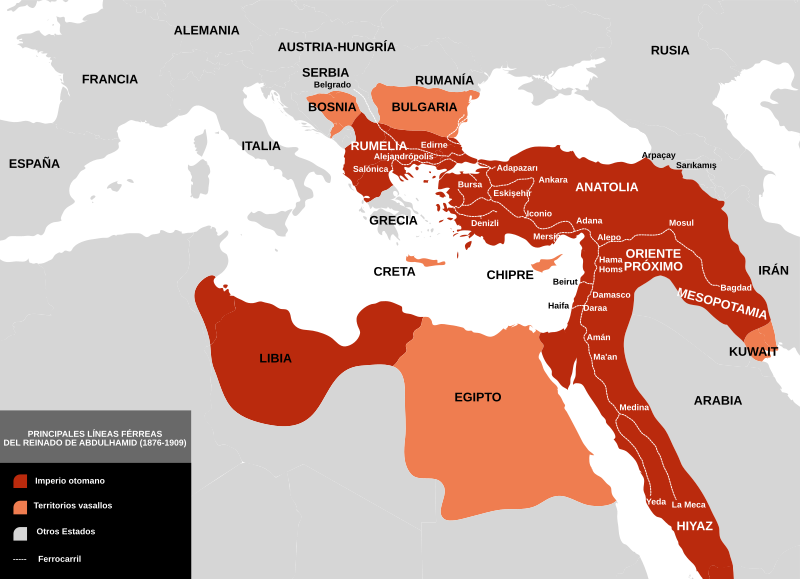 ALEMANIA
AUSTRIA-HUNGRÍA
RUSIA
FRANCIA
SERBIA
Belgrado
RUMANÍA
BOSNIA
BULGARIA
ITALIA
RUMELIA
Edirne
Alejandrópolis
Salónica
ESPAÑA
Arpaçay
Sarıkamış
Adapazarı
Ankara
Bursa
Eskişehir
ANATOLIA
GRECIA
Denizli
Iconio
Adana
Mosul
Mersin
Alepo
CRETA
CHIPRE
Hama
Homs
ORIENTE
PRÓXIMO
IRÁN
Beirut
Bagdad
MESOPOTAMIA
Damasco
Haifa
Daraa
Amán
Ma'an
KUWAIT
LIBIA
EGIPTO
ARABIA
Medina
Yeda
La Meca
HIYAZ
PRINCIPALES LÍNEAS FÉRREAS
DEL REINADO DE ABDULHAMID (1876-1909)
Imperio otomano
Territorios vasallos
Otros Estados
Ferrocarril